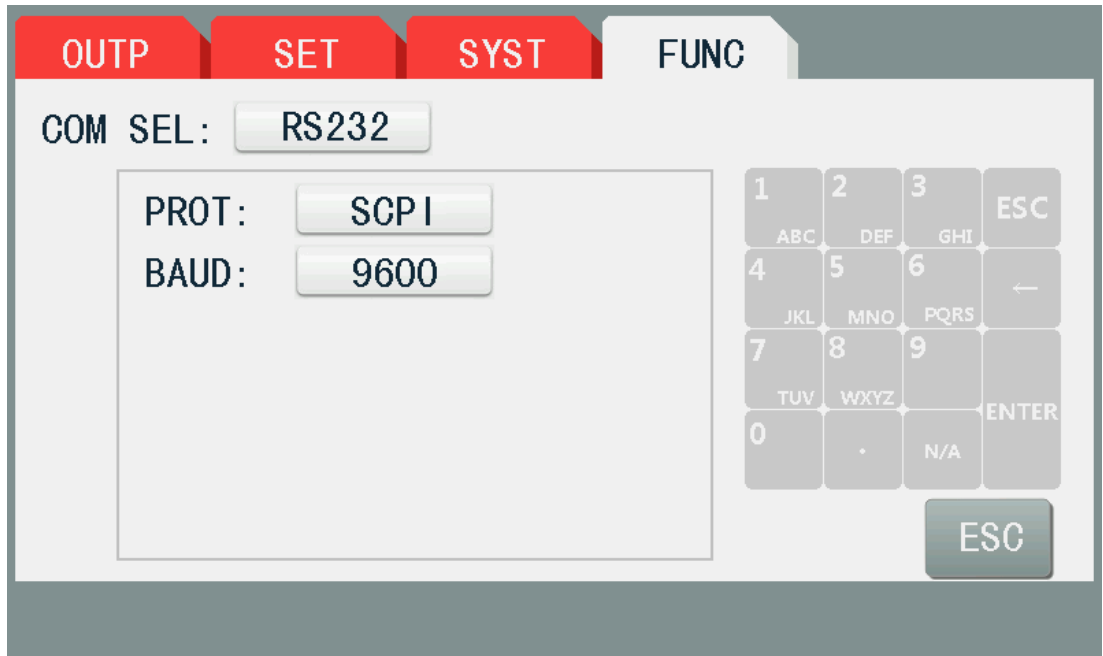 OUTP SET SYST FUNC
COM SEL: RS232
PROT: SCPI
BAUD: 9600
1 ABC 2 DEF 3 GHI ESC
4 JKL 5 MNO 6 PQRS ←
7 TUV 8 WXYZ 9
ENTER
0 . N/A
ESC